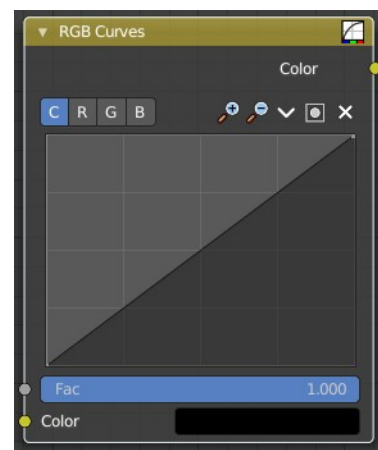 RGB Curves
Color
C R G B
Fac 1.000
Color